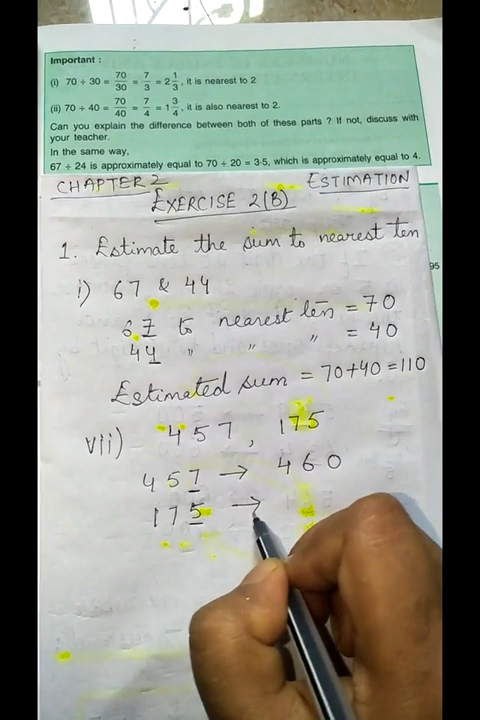 Important :
(i) 70 ÷ 30 = 70/30 = 7/3 = 2 1/3, it is nearest to 2
(ii) 70 ÷ 40 = 70/40 = 7/4 = 1 3/4, it is also nearest to 2.
Can you explain the difference between both of these parts ? If not, discuss with
your teacher.
In the same way,
67 ÷ 24 is approximately equal to 70 ÷ 20 = 3·5, which is approximately equal to 4.
CHAPTER 2 ESTIMATION
EXERCISE 2(B)
95
1. Estimate the sum to nearest ten
i) 67 & 44
67 to nearest ten = 70
44 " " " = 40
Estimated sum = 70+40 = 110
vii) 457, 175
457 → 460
175 →